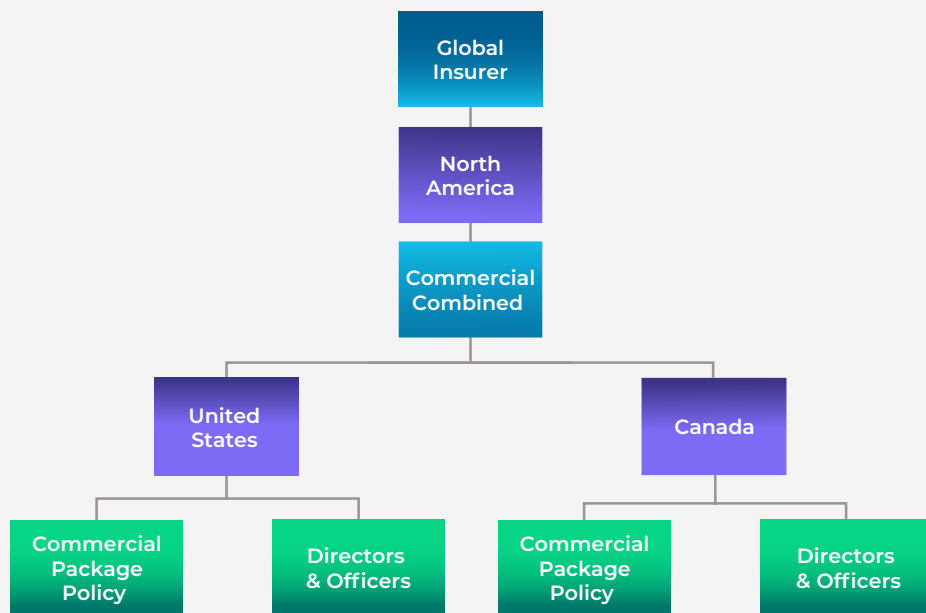 Global
Insurer
North
America
Commercial
Combined
United
States
Canada
Commercial
Package
Policy
Directors
& Officers
Commercial
Package
Policy
Directors
& Officers